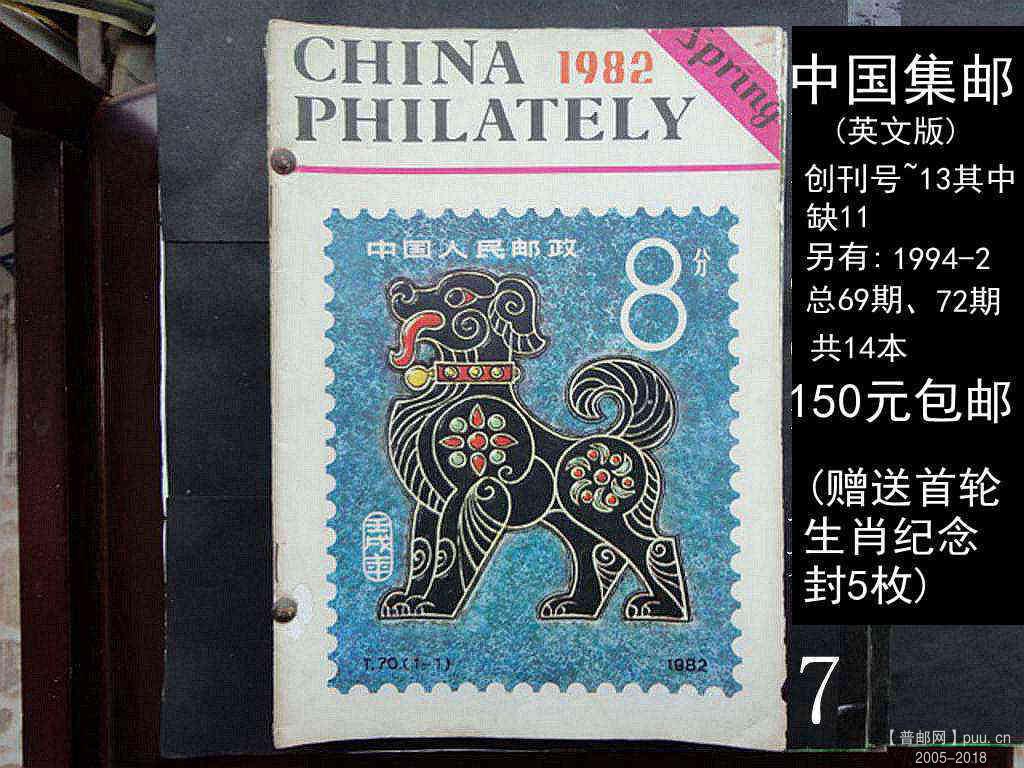 CHINA 1982
PHILATELY
Spring
中国人民邮政
8分
壬戌年
T.70.(1-1)
1982
中国集邮
(英文版)
创刊号~13其中
缺11
另有: 1994-2
总69期、72期
共14本
150元包邮
(赠送首轮
生肖纪念
封5枚)
7
【普邮网】puu.cn
2005-2018